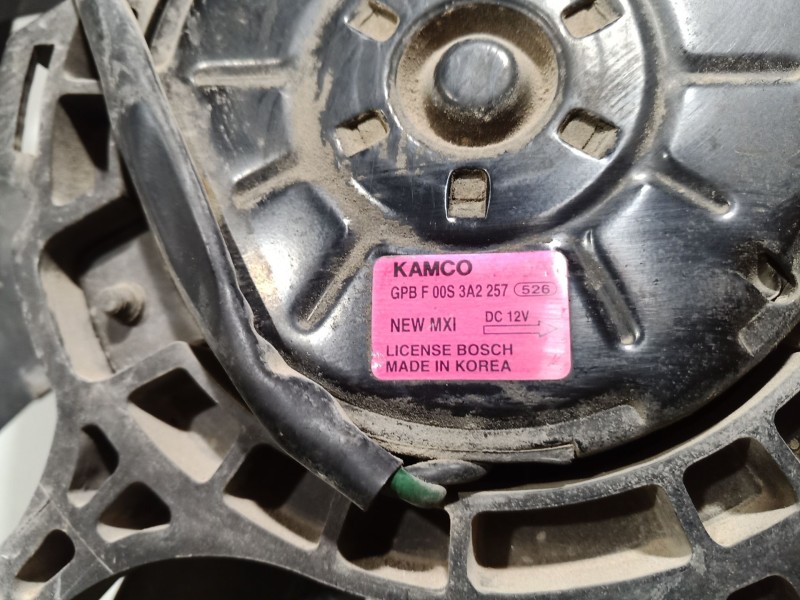 KAMCO
GPB F 00S 3A2 257 526
NEW MXI DC 12V
LICENSE BOSCH
MADE IN KOREA